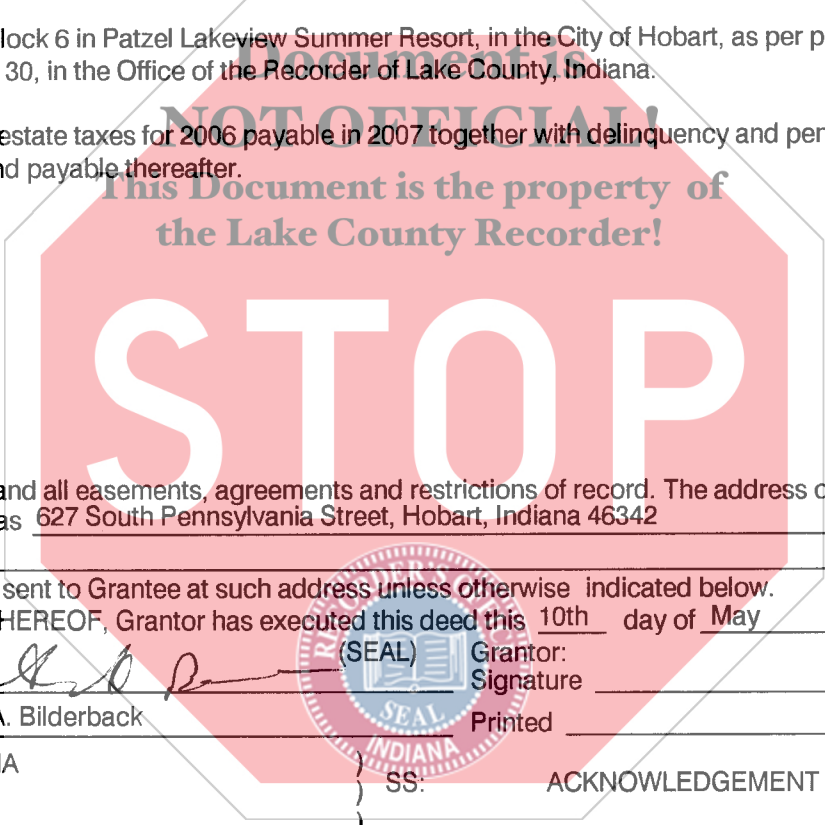 lock 6 in Patzel Lakeview Summer Resort, in the City of Hobart, as per p
30, in the Office of the Recorder of Lake County, Indiana.
Document is
NOT OFFICIAL!
estate taxes for 2006 payable in 2007 together with delinquency and pen
nd payable thereafter.
This Document is the property of
the Lake County Recorder!
STOP
and all easements, agreements and restrictions of record. The address o
as 627 South Pennsylvania Street, Hobart, Indiana 46342
sent to Grantee at such address unless otherwise indicated below.
HEREOF, Grantor has executed this deed this 10th day of May
(SEAL) Grantor:
Signature
A. Bilderback Printed
RECORDER'S OFFICE
SEAL
INDIANA
IA
) SS: ACKNOWLEDGEMENT
)
)